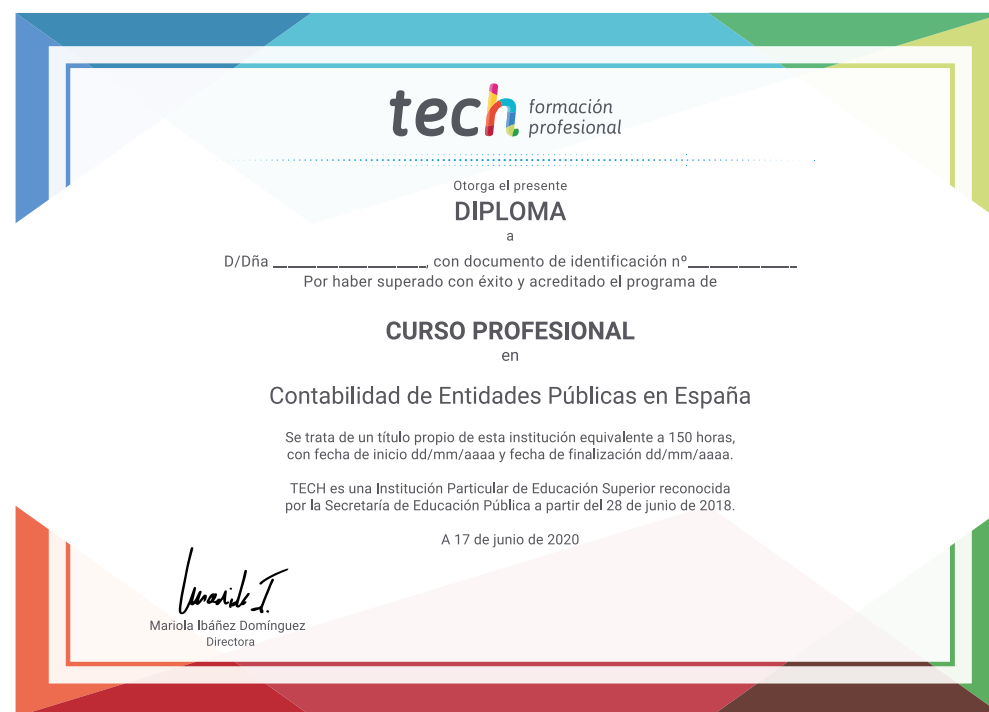 tech formación
profesional
Otorga el presente
DIPLOMA
a
D/Dña ____________________, con documento de identificación nº______________
Por haber superado con éxito y acreditado el programa de
CURSO PROFESIONAL
en
Contabilidad de Entidades Públicas en España
Se trata de un título propio de esta institución equivalente a 150 horas,
con fecha de inicio dd/mm/aaaa y fecha de finalización dd/mm/aaaa.
TECH es una Institución Particular de Educación Superior reconocida
por la Secretaría de Educación Pública a partir del 28 de junio de 2018.
A 17 de junio de 2020
Mariola Ibáñez Domínguez
Directora